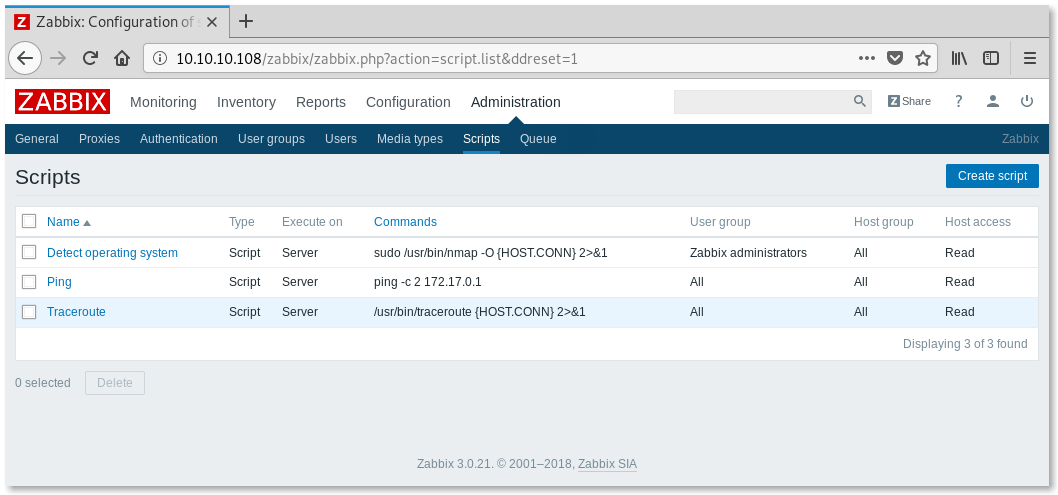 Zabbix: Configuration of s
10.10.10.108/zabbix/zabbix.php?action=script.list&ddreset=1
ZABBIX Monitoring Inventory Reports Configuration Administration Z Share ?
General Proxies Authentication User groups Users Media types Scripts Queue Zabbix
Scripts Create script
Name Type Execute on Commands User group Host group Host access
Detect operating system Script Server sudo /usr/bin/nmap -O {HOST.CONN} 2>&1 Zabbix administrators All Read
Ping Script Server ping -c 2 172.17.0.1 All All Read
Traceroute Script Server /usr/bin/traceroute {HOST.CONN} 2>&1 All All Read
Displaying 3 of 3 found
0 selected Delete
Zabbix 3.0.21. © 2001–2018, Zabbix SIA